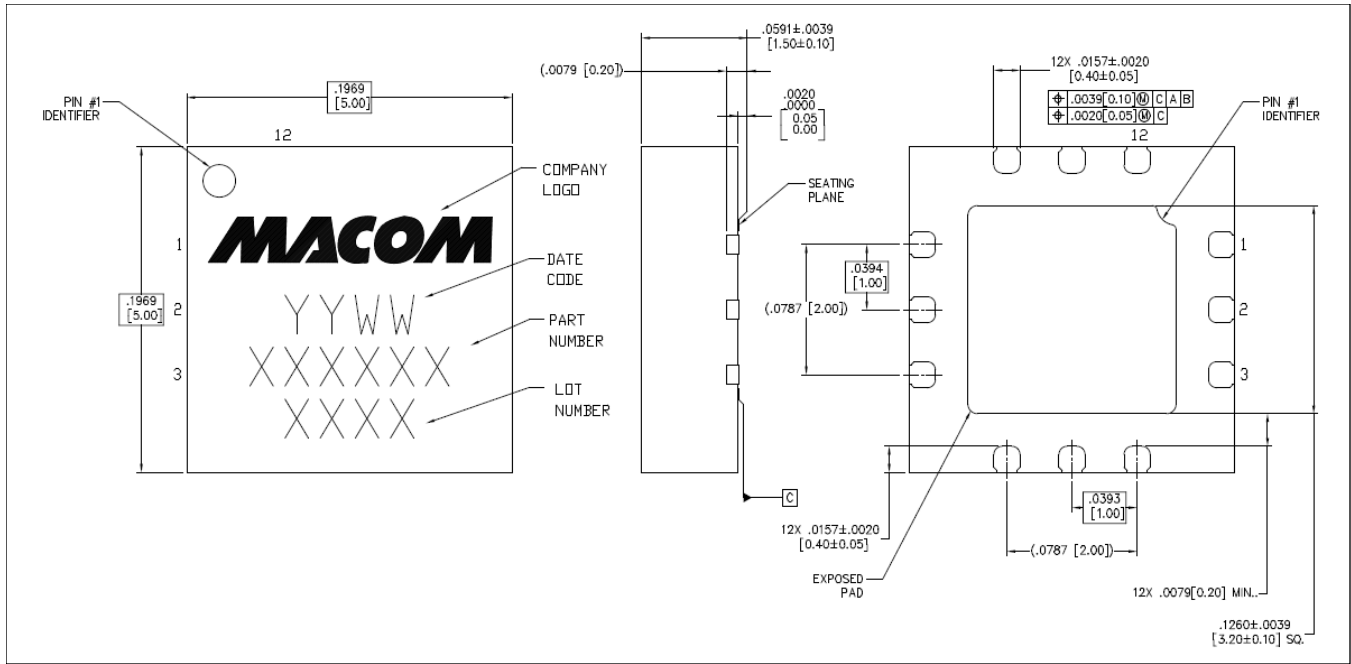 PIN #1
IDENTIFIER
.1969
[5.00]
12
COMPANY
LOGO
MACOM
1
DATE
CODE
.1969
[5.00]
2
YYWW
PART
NUMBER
3
XXXXXX
LOT
NUMBER
XXXX
.0591±.0039
[1.50±0.10]
(.0079 [0.20])
.0020
.0000
[0.05
0.00]
SEATING
PLANE
C
12X .0157±.0020
[0.40±0.05]
⌖ .0039[0.10]Ⓜ C A B
⌖ .0020[0.05]Ⓜ C
12
PIN #1
IDENTIFIER
.0394
[1.00]
(.0787 [2.00])
1
2
3
12X .0157±.0020
[0.40±0.05]
.0393
[1.00]
(.0787 [2.00])
EXPOSED
PAD
12X .0079[0.20] MIN..
.1260±.0039
[3.20±0.10] SQ.